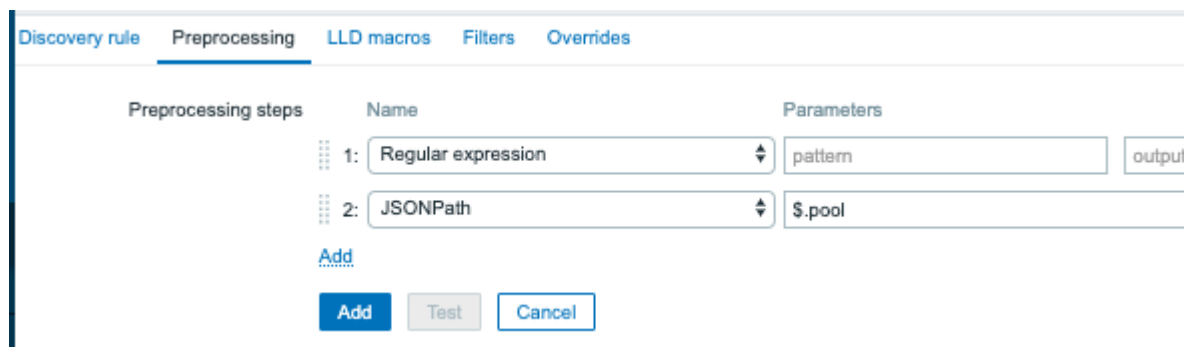 Discovery rule Preprocessing LLD macros Filters Overrides
Preprocessing steps Name Parameters
1: Regular expression pattern output
2: JSONPath $.pool
Add
Add Test Cancel